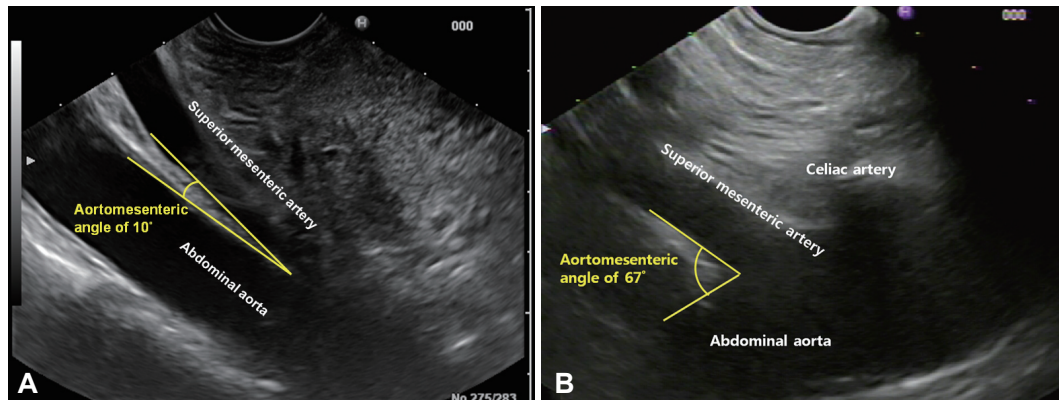 H
000
Superior mesenteric artery
Aortomesenteric
angle of 10°
Abdominal aorta
A
No.275/283
H
000
Celiac artery
Superior mesenteric artery
Aortomesenteric
angle of 67°
Abdominal aorta
B